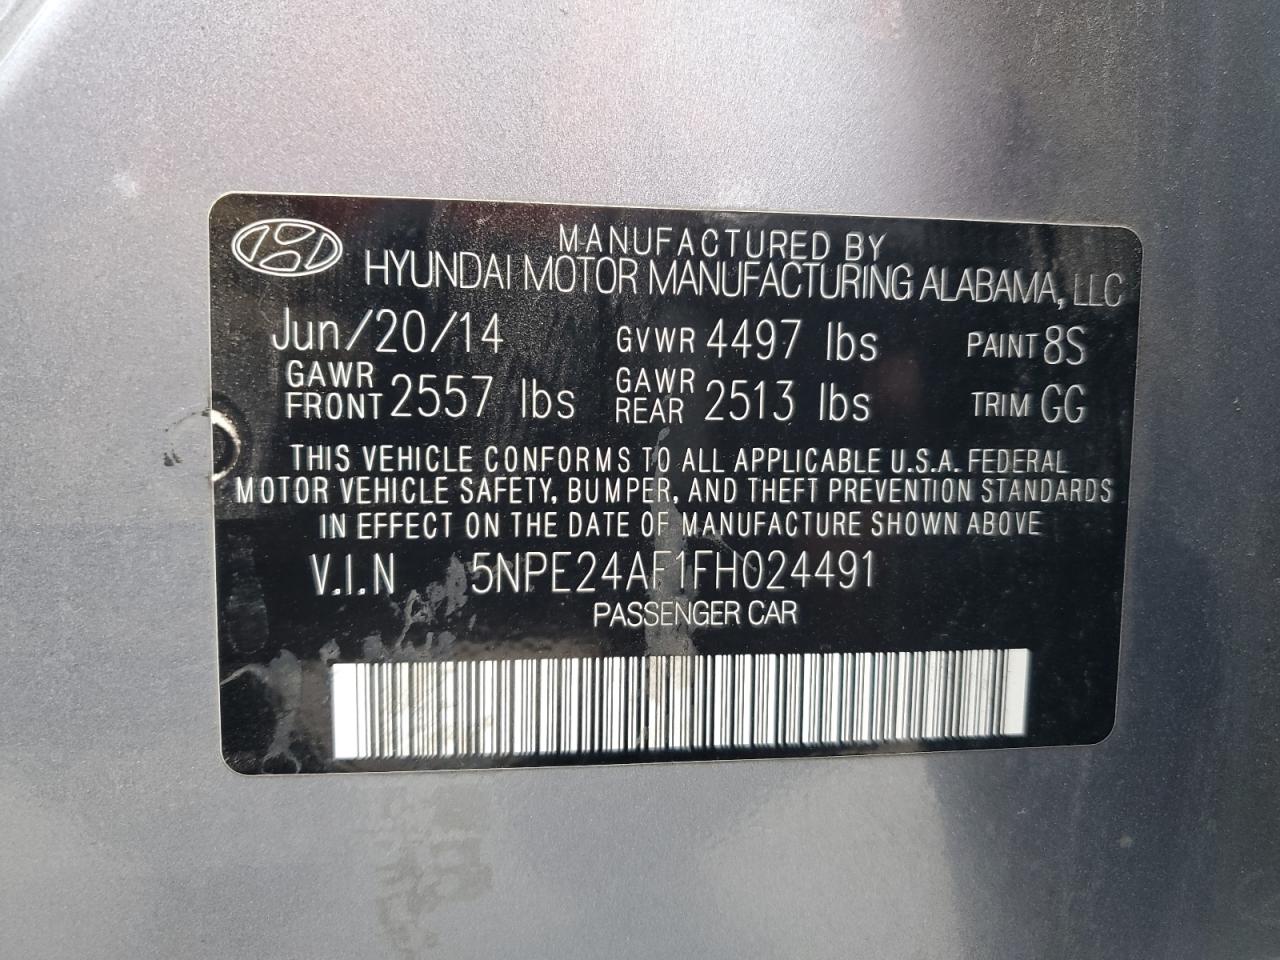 MANUFACTURED BY
HYUNDAI MOTOR MANUFACTURING ALABAMA, LLC
Jun/20/14 GVWR 4497 lbs PAINT 8S
GAWR FRONT 2557 lbs GAWR REAR 2513 lbs TRIM GG
THIS VEHICLE CONFORMS TO ALL APPLICABLE U.S.A. FEDERAL
MOTOR VEHICLE SAFETY, BUMPER, AND THEFT PREVENTION STANDARDS
IN EFFECT ON THE DATE OF MANUFACTURE SHOWN ABOVE
V.I.N 5NPE24AF1FH024491
PASSENGER CAR